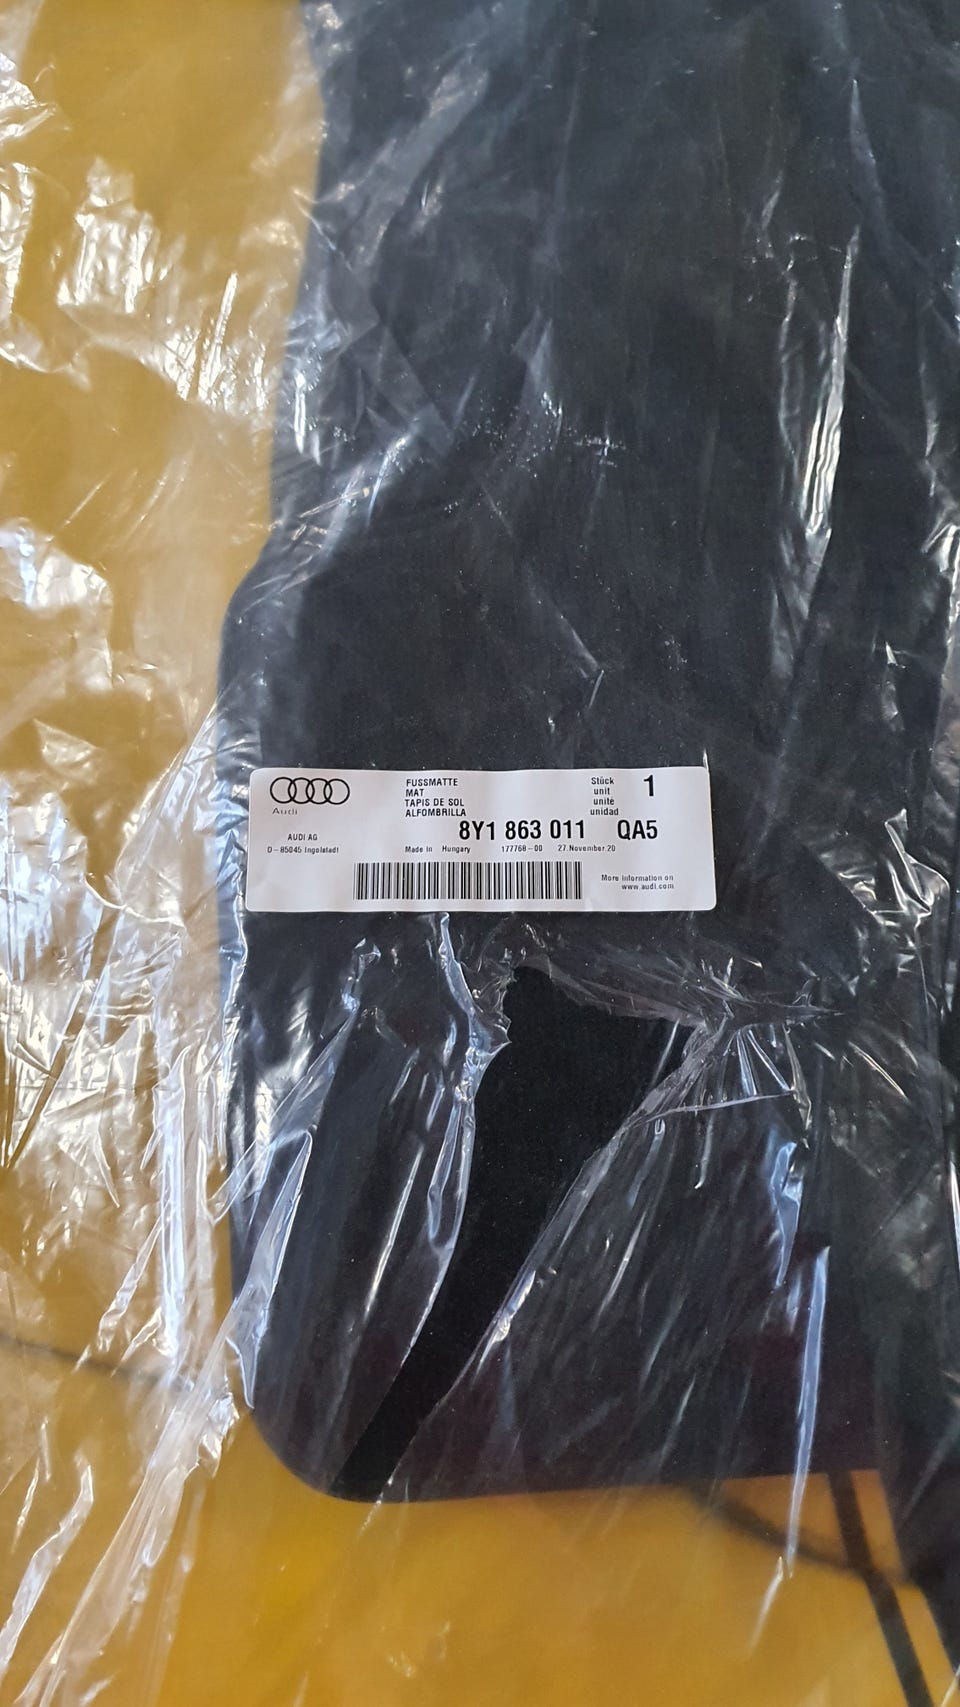 Audi
AUDI AG
D-85045 Ingolstadt
FUSSMATTE
MAT
TAPIS DE SOL
ALFOMBRILLA
Stück
unit
unité
unidad
1
8Y1 863 011 QA5
Made in Hungary 177768-00 27.November.20
More information on
www.audi.com